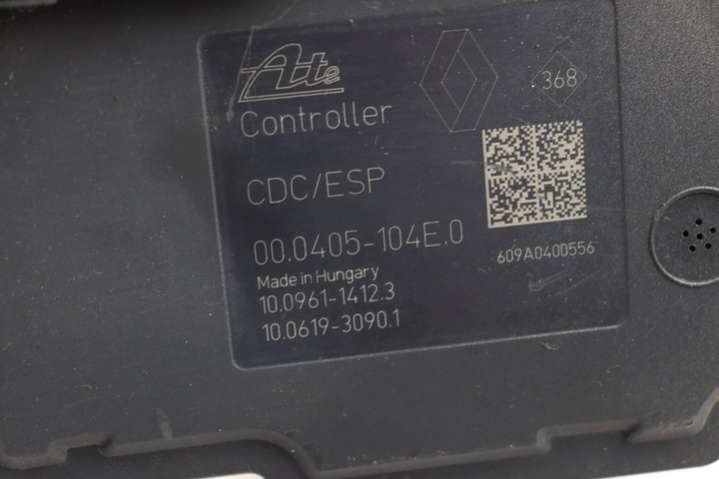 Ate
368
Controller
CDC/ESP
00.0405-104E.0
609A0400556
Made in Hungary
10.0961-1412.3
10.0619-3090.1